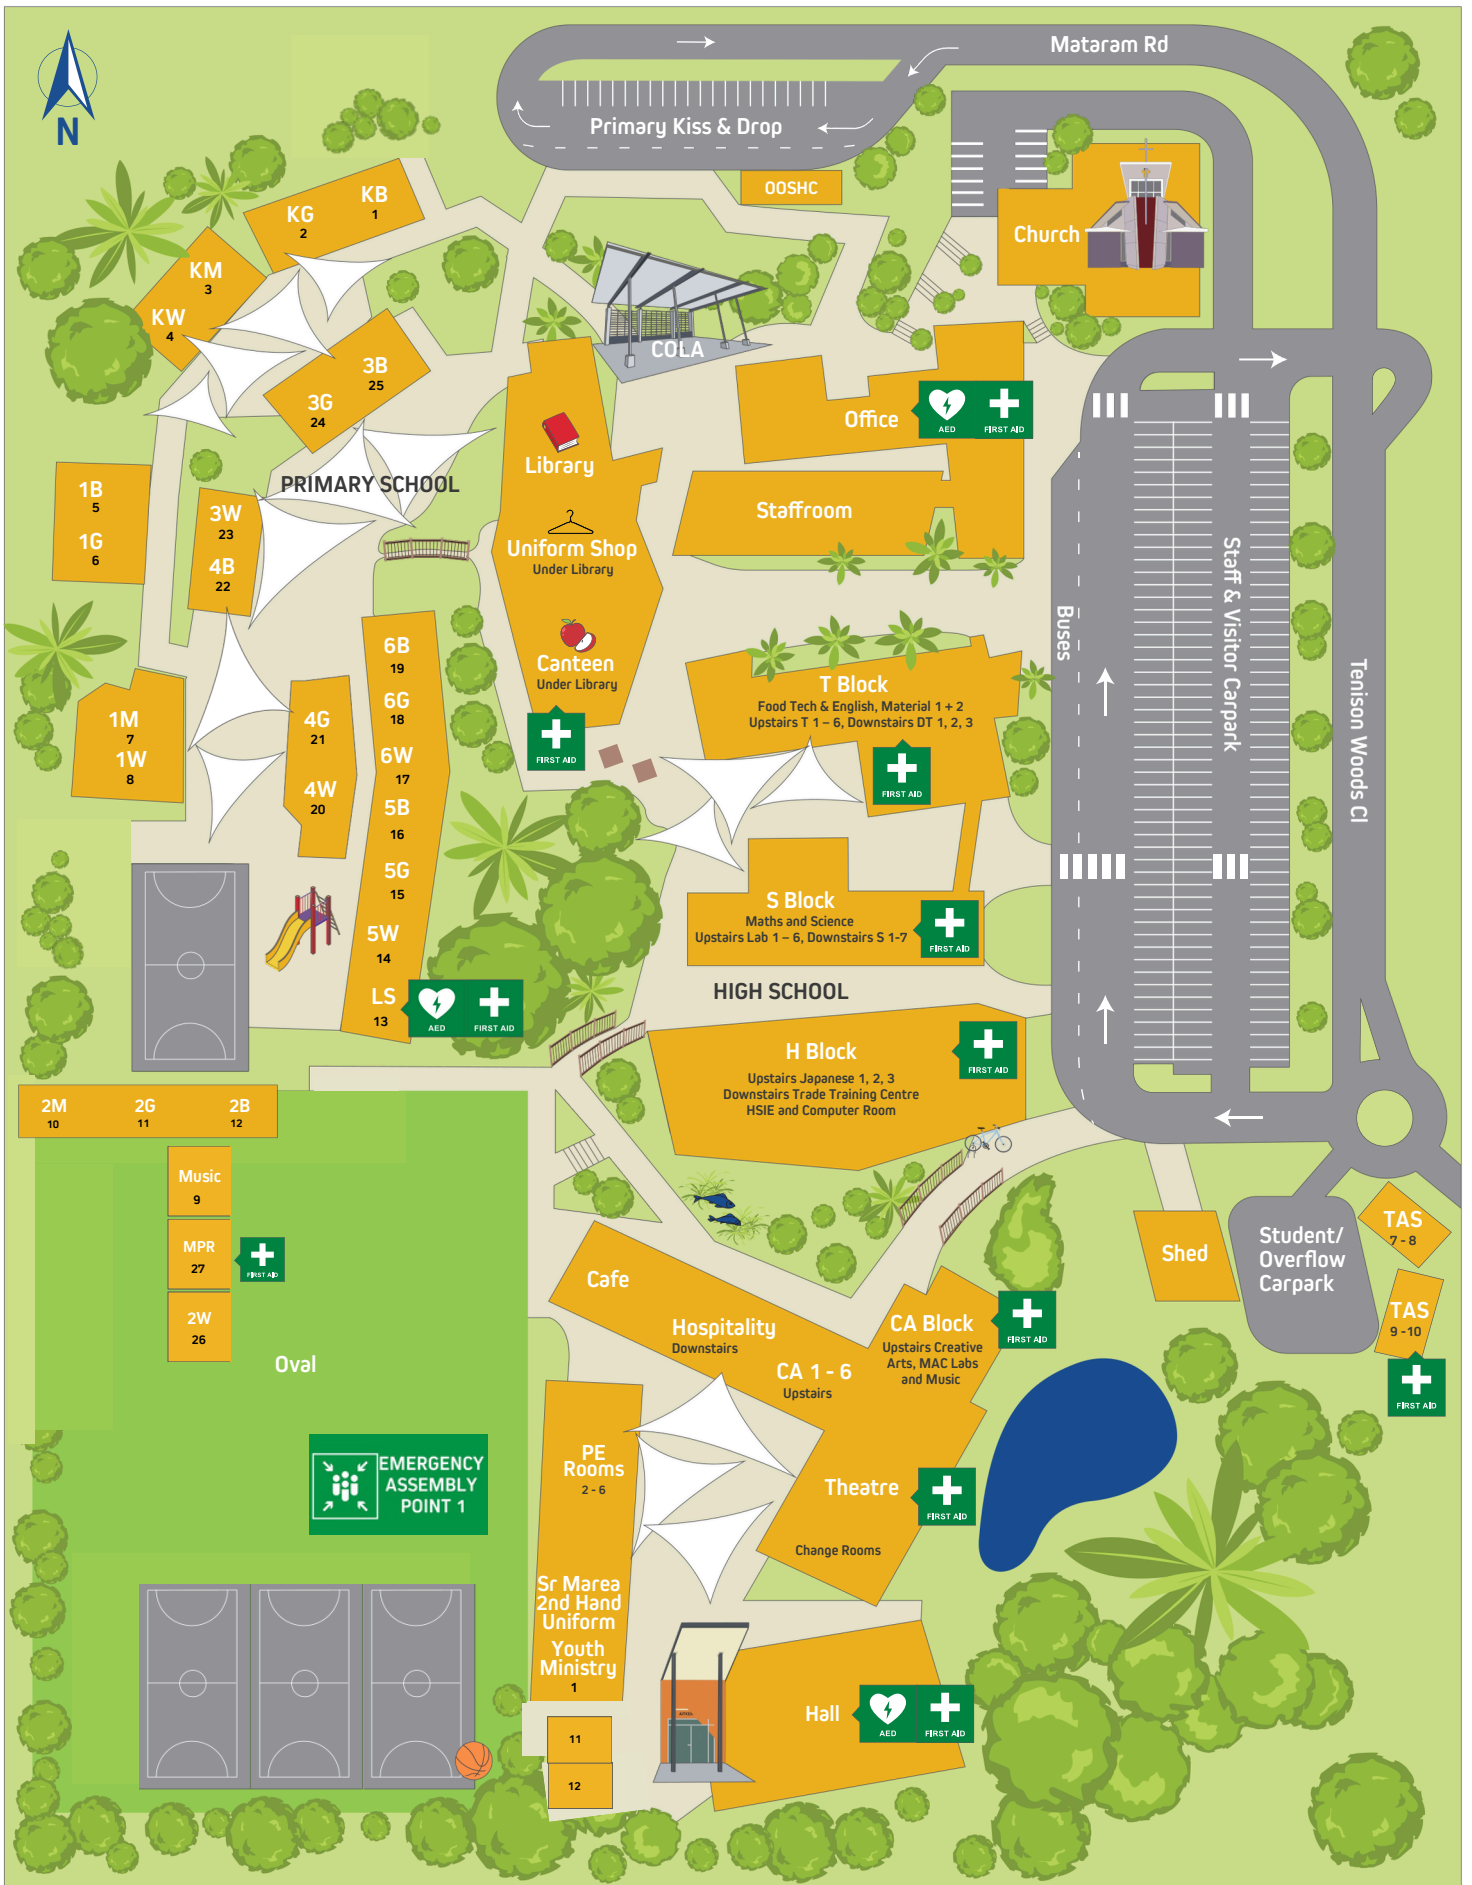 Mataram Rd
N
Primary Kiss & Drop
OOSHC
KB
1
KG
2
KM
3
KW
4
Church
COLA
3B
25
3G
24
Office
AED
FIRST AID
Library
PRIMARY SCHOOL
1B
5
1G
6
3W
23
4B
22
Staffroom
Uniform Shop
Under Library
Staff & Visitor Carpark
Buses
Tenison Woods Cl
Canteen
Under Library
FIRST AID
6B
19
6G
18
6W
17
5B
16
5G
15
5W
14
LS
13
AED
FIRST AID
1M
7
1W
8
4G
21
4W
20
T Block
Food Tech & English, Material 1 + 2
Upstairs T 1 – 6, Downstairs DT 1, 2, 3
FIRST AID
S Block
Maths and Science
Upstairs Lab 1 – 6, Downstairs S 1-7
FIRST AID
HIGH SCHOOL
H Block
Upstairs Japanese 1, 2, 3
Downstairs Trade Training Centre
HSIE and Computer Room
FIRST AID
2M
10
2G
11
2B
12
Music
9
MPR
27
FIRST AID
2W
26
Oval
Shed
Student/
Overflow
Carpark
TAS
7 - 8
TAS
9 - 10
FIRST AID
Cafe
Hospitality
Downstairs
CA 1 - 6
Upstairs
CA Block
Upstairs Creative
Arts, MAC Labs
and Music
FIRST AID
EMERGENCY
ASSEMBLY
POINT 1
PE
Rooms
2 - 6
Theatre
FIRST AID
Change Rooms
Sr Marea
2nd Hand
Uniform
Youth
Ministry
1
11
12
Hall
AED
FIRST AID